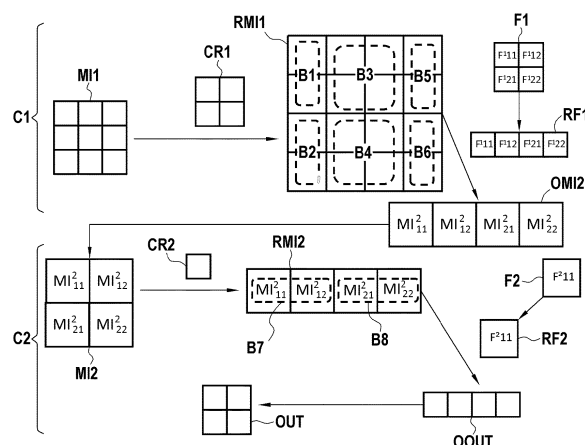 C1
MI1
CR1
RMI1
B1
B3
B5
B2
B4
B6
F1
F¹11 F¹12
F¹21 F¹22
RF1
F¹11 F¹12 F¹21 F¹22
OMI2
MI²₁₁ MI²₁₂ MI²₂₁ MI²₂₂
C2
MI²₁₁ MI²₁₂
MI²₂₁ MI²₂₂
MI2
CR2
RMI2
MI²₁₁ MI²₁₂ MI²₂₁ MI²₂₂
B7
B8
F2
F²11
F²11
RF2
OUT
OOUT